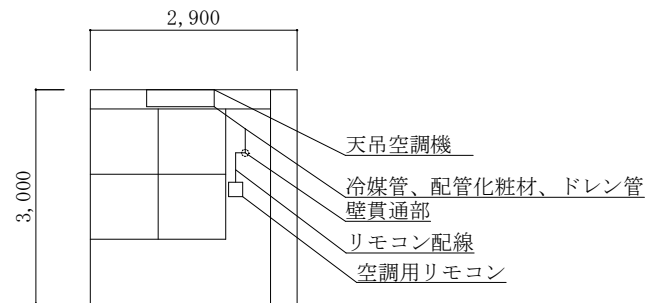 2,900
3,000
天吊空調機
冷媒管、配管化粧材、ドレン管
壁貫通部
リモコン配線
空調用リモコン